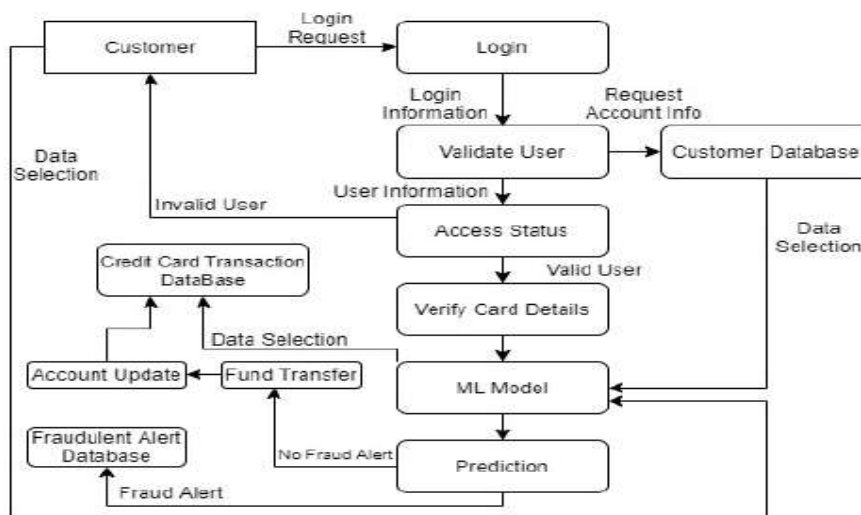 Customer
Login
Request
Login
Login
Information
Request
Account Info
Data
Selection
Validate User
Customer Database
User Information
Invalid User
Access Status
Data
Selection
Credit Card Transaction
DataBase
Valid User
Verify Card Details
Data Selection
Account Update
Fund Transfer
ML Model
Fraudulent Alert
Database
No Fraud Alert
Prediction
Fraud Alert